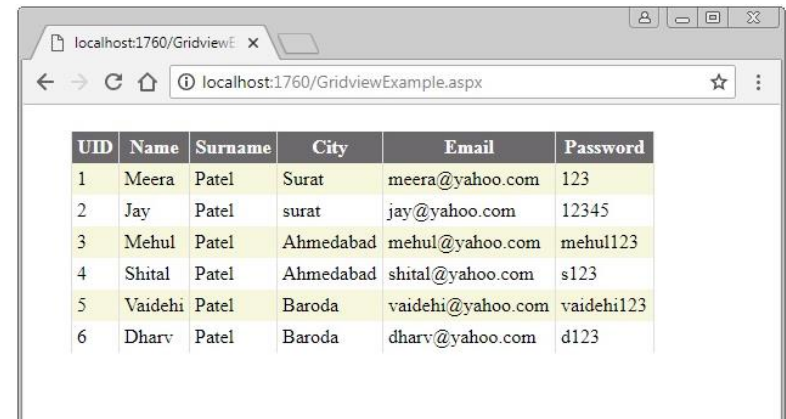 localhost:1760/GridviewE
localhost:1760/GridviewExample.aspx
UID Name Surname City Email Password
1 Meera Patel Surat meera@yahoo.com 123
2 Jay Patel surat jay@yahoo.com 12345
3 Mehul Patel Ahmedabad mehul@yahoo.com mehul123
4 Shital Patel Ahmedabad shital@yahoo.com s123
5 Vaidehi Patel Baroda vaidehi@yahoo.com vaidehi123
6 Dharv Patel Baroda dharv@yahoo.com d123